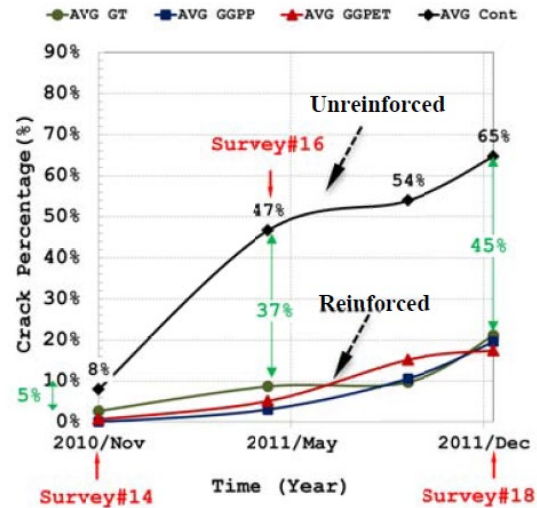 AVG GT AVG GGPP AVG GGPET AVG Cont
90%
80%
70%
60%
50%
40%
30%
20%
10%
0%
Crack Percentage(%)
Unreinforced
Survey#16
65%
54%
47%
45%
37%
Reinforced
8%
5%
2010/Nov 2011/May 2011/Dec
Time (Year)
Survey#14 Survey#18